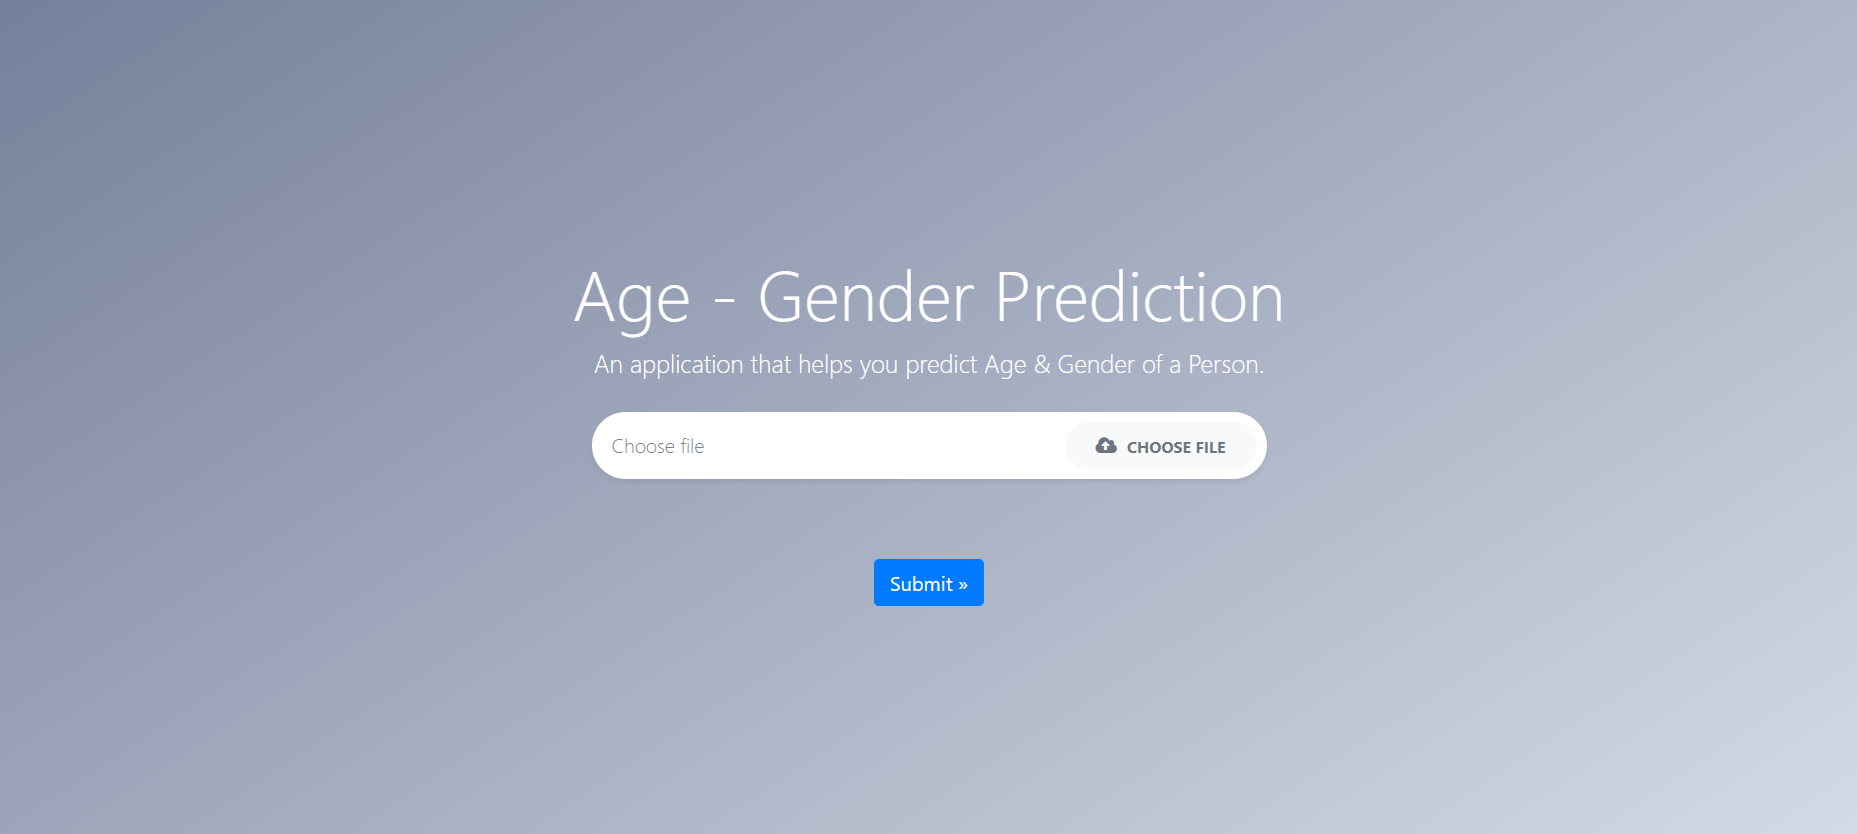 Age - Gender Prediction
An application that helps you predict Age & Gender of a Person.
Choose file
CHOOSE FILE
Submit »